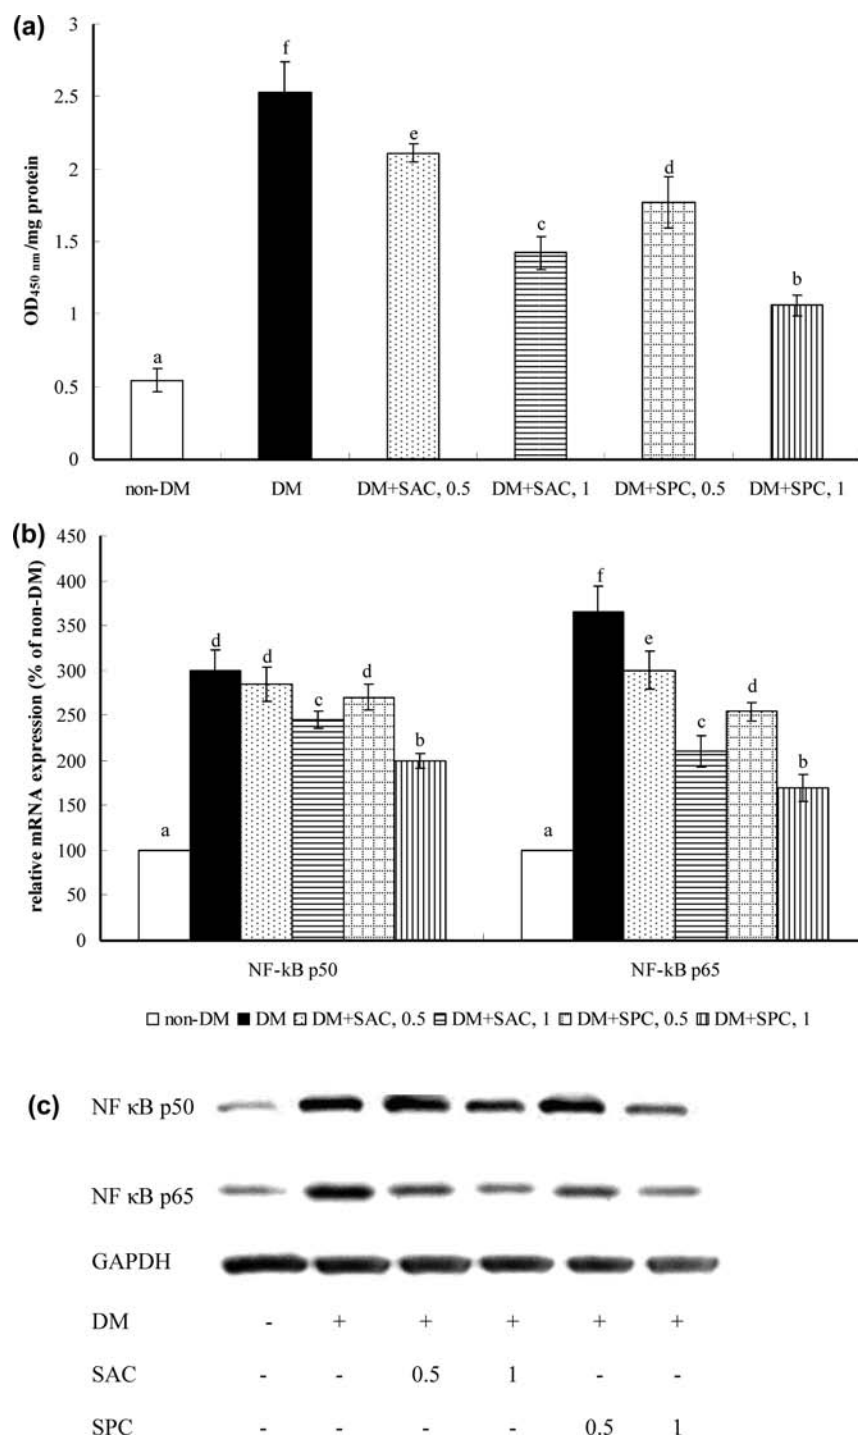 (a)
f
3
2.5
e
d
2
c
1.5
b
1
a
0.5
0
OD450 nm/mg protein
non-DM DM DM+SAC, 0.5 DM+SAC, 1 DM+SPC, 0.5 DM+SPC, 1
(b)
450
400
350
300
250
200
150
100
50
0
relative mRNA expression (% of non-DM)
a d d c d b
a f e c d b
NF-kB p50 NF-kB p65
non-DM DM DM+SAC, 0.5 DM+SAC, 1 DM+SPC, 0.5 DM+SPC, 1
(c)
NF κB p50
NF κB p65
GAPDH
DM - + + + + +
SAC - - 0.5 1 - -
SPC - - - - 0.5 1